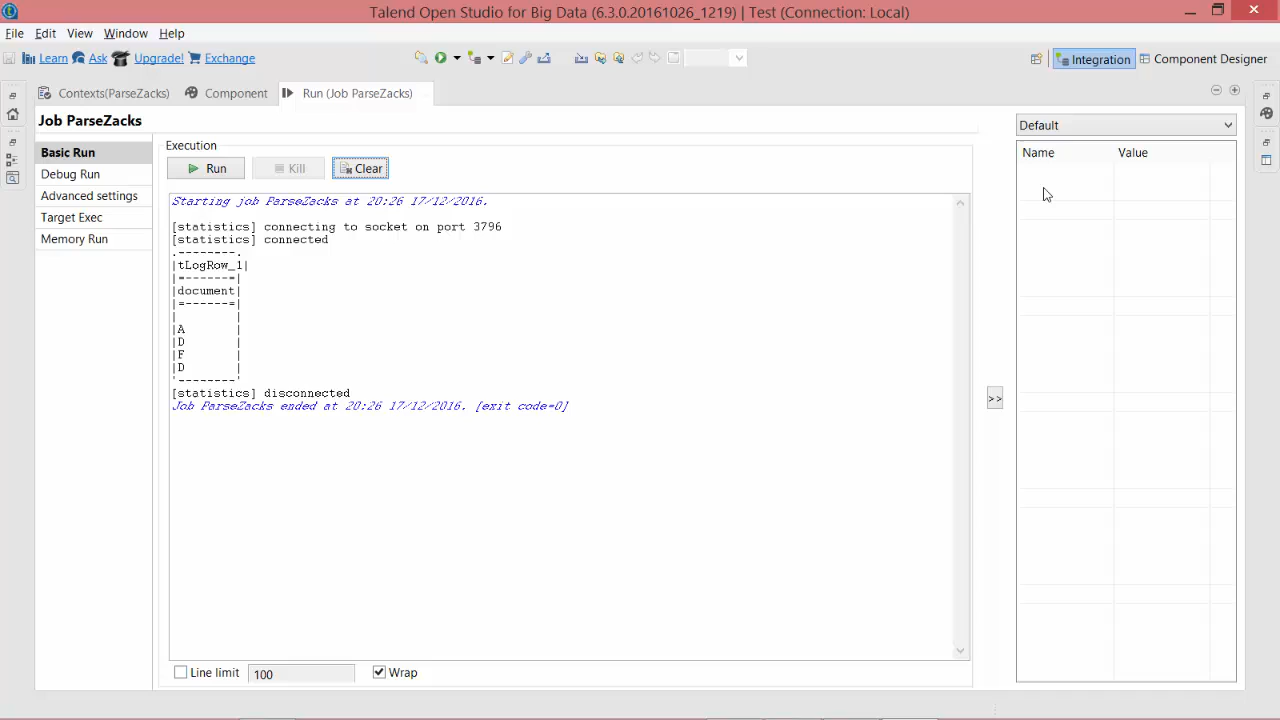 Talend Open Studio for Big Data (6.3.0.20161026_1219) | Test (Connection: Local)
File Edit View Window Help
Learn Ask Upgrade! Exchange Integration Component Designer
Contexts(ParseZacks) Component Run (Job ParseZacks)
Job ParseZacks
Basic Run
Debug Run
Advanced settings
Target Exec
Memory Run
Execution
Run Kill Clear
Starting job ParseZacks at 20:26 17/12/2016.
[statistics] connecting to socket on port 3796
[statistics] connected
.--------.
|tLogRow_1|
|=------=|
|document|
|=------=|
|        |
|A       |
|D       |
|F       |
|D       |
'--------'
[statistics] disconnected
Job ParseZacks ended at 20:26 17/12/2016. [exit code=0]
Line limit 100 Wrap
>>
Default
Name Value